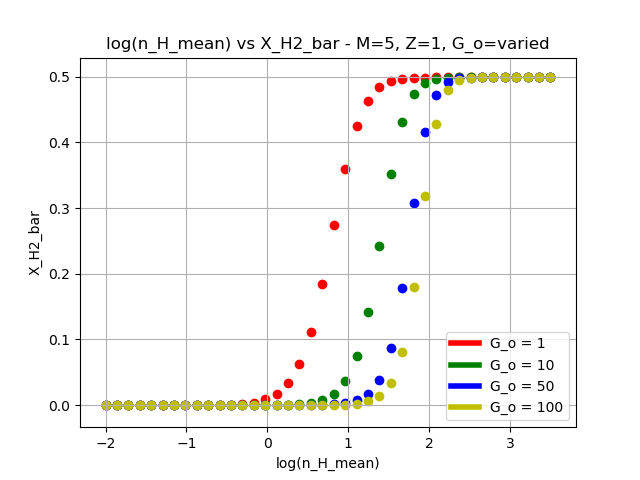 log(n_H_mean) vs X_H2_bar - M=5, Z=1, G_o=varied
0.5
0.4
0.3
0.2
0.1
0.0
X_H2_bar
−2
−1
0
1
2
3
log(n_H_mean)
G_o = 1
G_o = 10
G_o = 50
G_o = 100